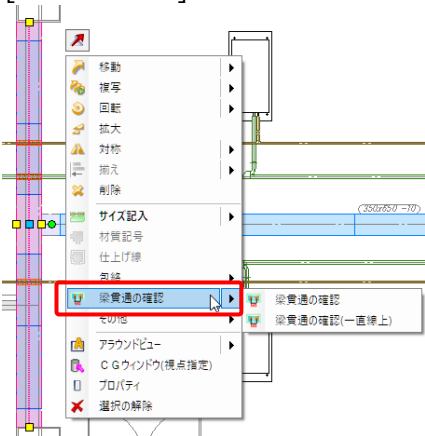 移動
複写
回転
拡大
対称
揃え
削除
サイズ記入
(350x650 -10)
材質記号
仕上げ線
包絡
梁貫通の確認
梁貫通の確認
その他
梁貫通の確認(一直線上)
アラウンドビュー
CGウィンドウ(視点指定)
プロパティ
選択の解除